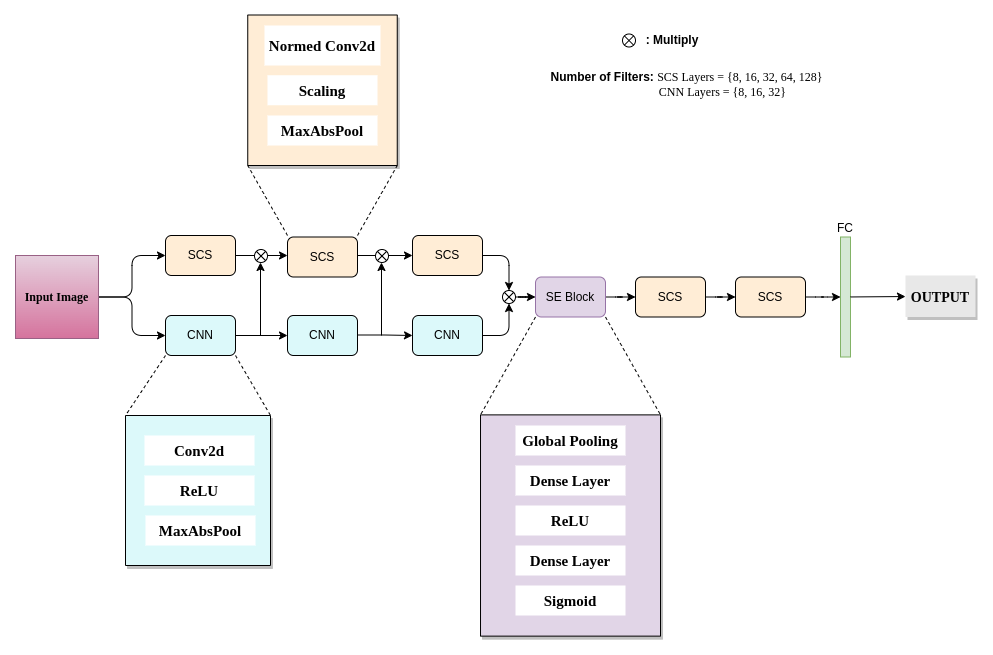 Normed Conv2d
Scaling
MaxAbsPool
: Multiply
Number of Filters: SCS Layers = {8, 16, 32, 64, 128}
CNN Layers = {8, 16, 32}
Input Image
SCS
SCS
SCS
CNN
CNN
CNN
SE Block
SCS
SCS
FC
OUTPUT
Conv2d
ReLU
MaxAbsPool
Global Pooling
Dense Layer
ReLU
Dense Layer
Sigmoid